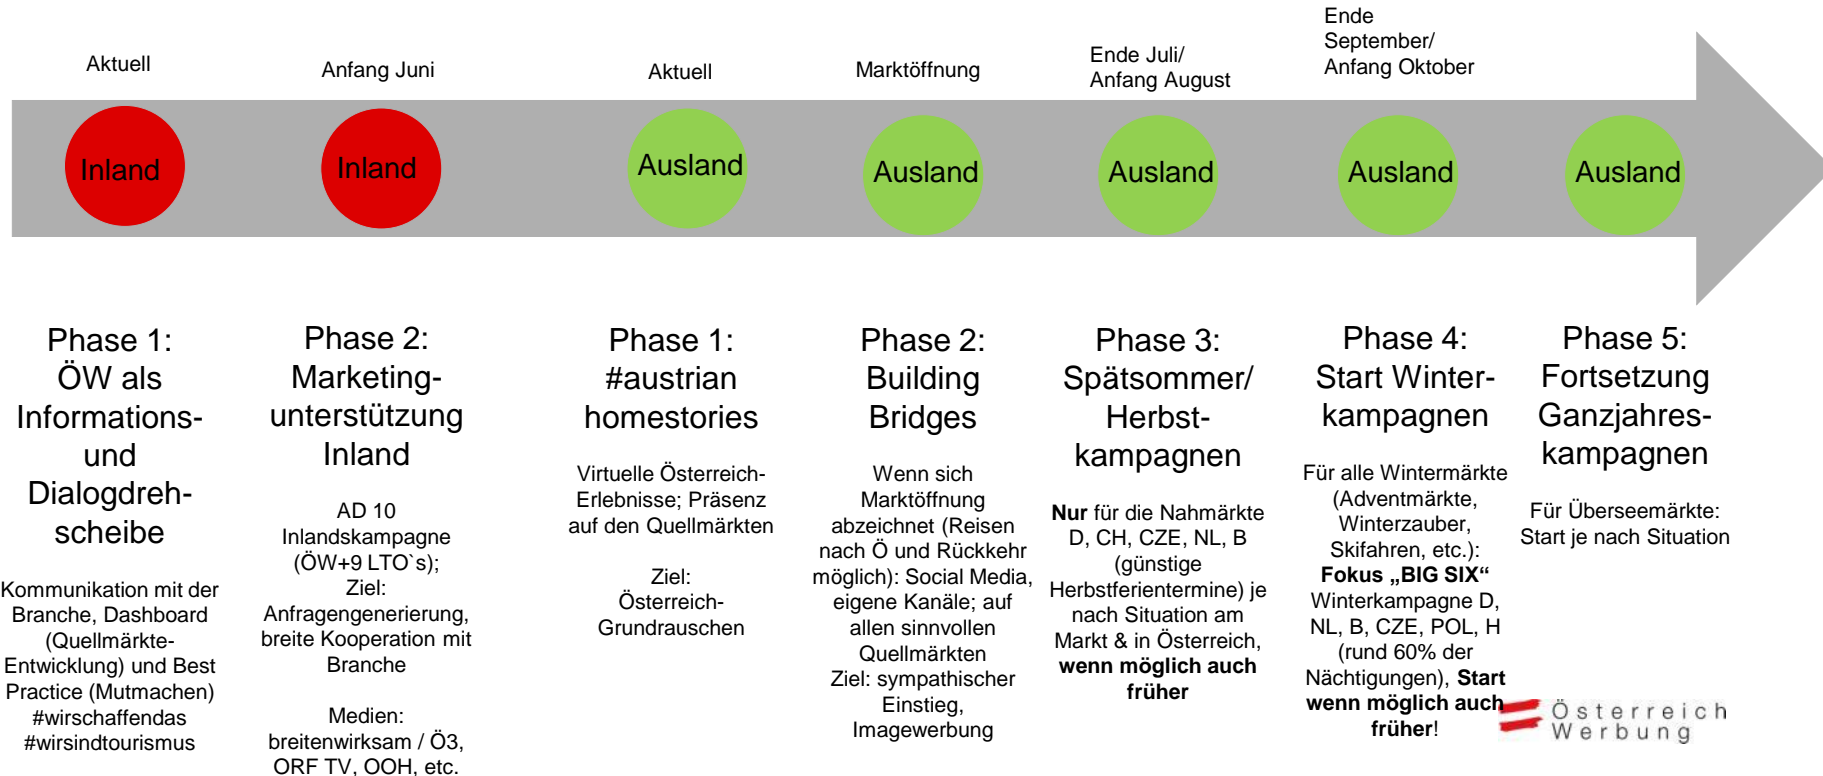 Aktuell
Anfang Juni
Aktuell
Marktöffnung
Ende Juli/
Anfang August
Ende
September/
Anfang Oktober
Inland
Inland
Ausland
Ausland
Ausland
Ausland
Ausland
Phase 1:
ÖW als
Informations-
und
Dialogdreh-
scheibe
Kommunikation mit der
Branche, Dashboard
(Quellmärkte-
Entwicklung) und Best
Practice (Mutmachen)
#wirschaffendas
#wirsindtourismus
Phase 2:
Marketing-
unterstützung
Inland
AD 10
Inlandskampagne
(ÖW+9 LTO`s);
Ziel:
Anfragengenerierung,
breite Kooperation mit
Branche
Medien:
breitenwirksam / Ö3,
ORF TV, OOH, etc.
Phase 1:
#austrian
homestories
Virtuelle Österreich-
Erlebnisse; Präsenz
auf den Quellmärkten
Ziel:
Österreich-
Grundrauschen
Phase 2:
Building
Bridges
Wenn sich
Marktöffnung
abzeichnet (Reisen
nach Ö und Rückkehr
möglich): Social Media,
eigene Kanäle; auf
allen sinnvollen
Quellmärkten
Ziel: sympathischer
Einstieg,
Imagewerbung
Phase 3:
Spätsommer/
Herbst-
kampagnen
Nur für die Nahmärkte
D, CH, CZE, NL, B
(günstige
Herbstferientermine) je
nach Situation am
Markt & in Österreich,
wenn möglich auch
früher
Phase 4:
Start Winter-
kampagnen
Für alle Wintermärkte
(Adventmärkte,
Winterzauber,
Skifahren, etc.):
Fokus „BIG SIX“
Winterkampagne D,
NL, B, CZE, POL, H
(rund 60% der
Nächtigungen), Start
wenn möglich auch
früher!
Phase 5:
Fortsetzung
Ganzjahres-
kampagnen
Für Überseemärkte:
Start je nach Situation
Österreich
Werbung